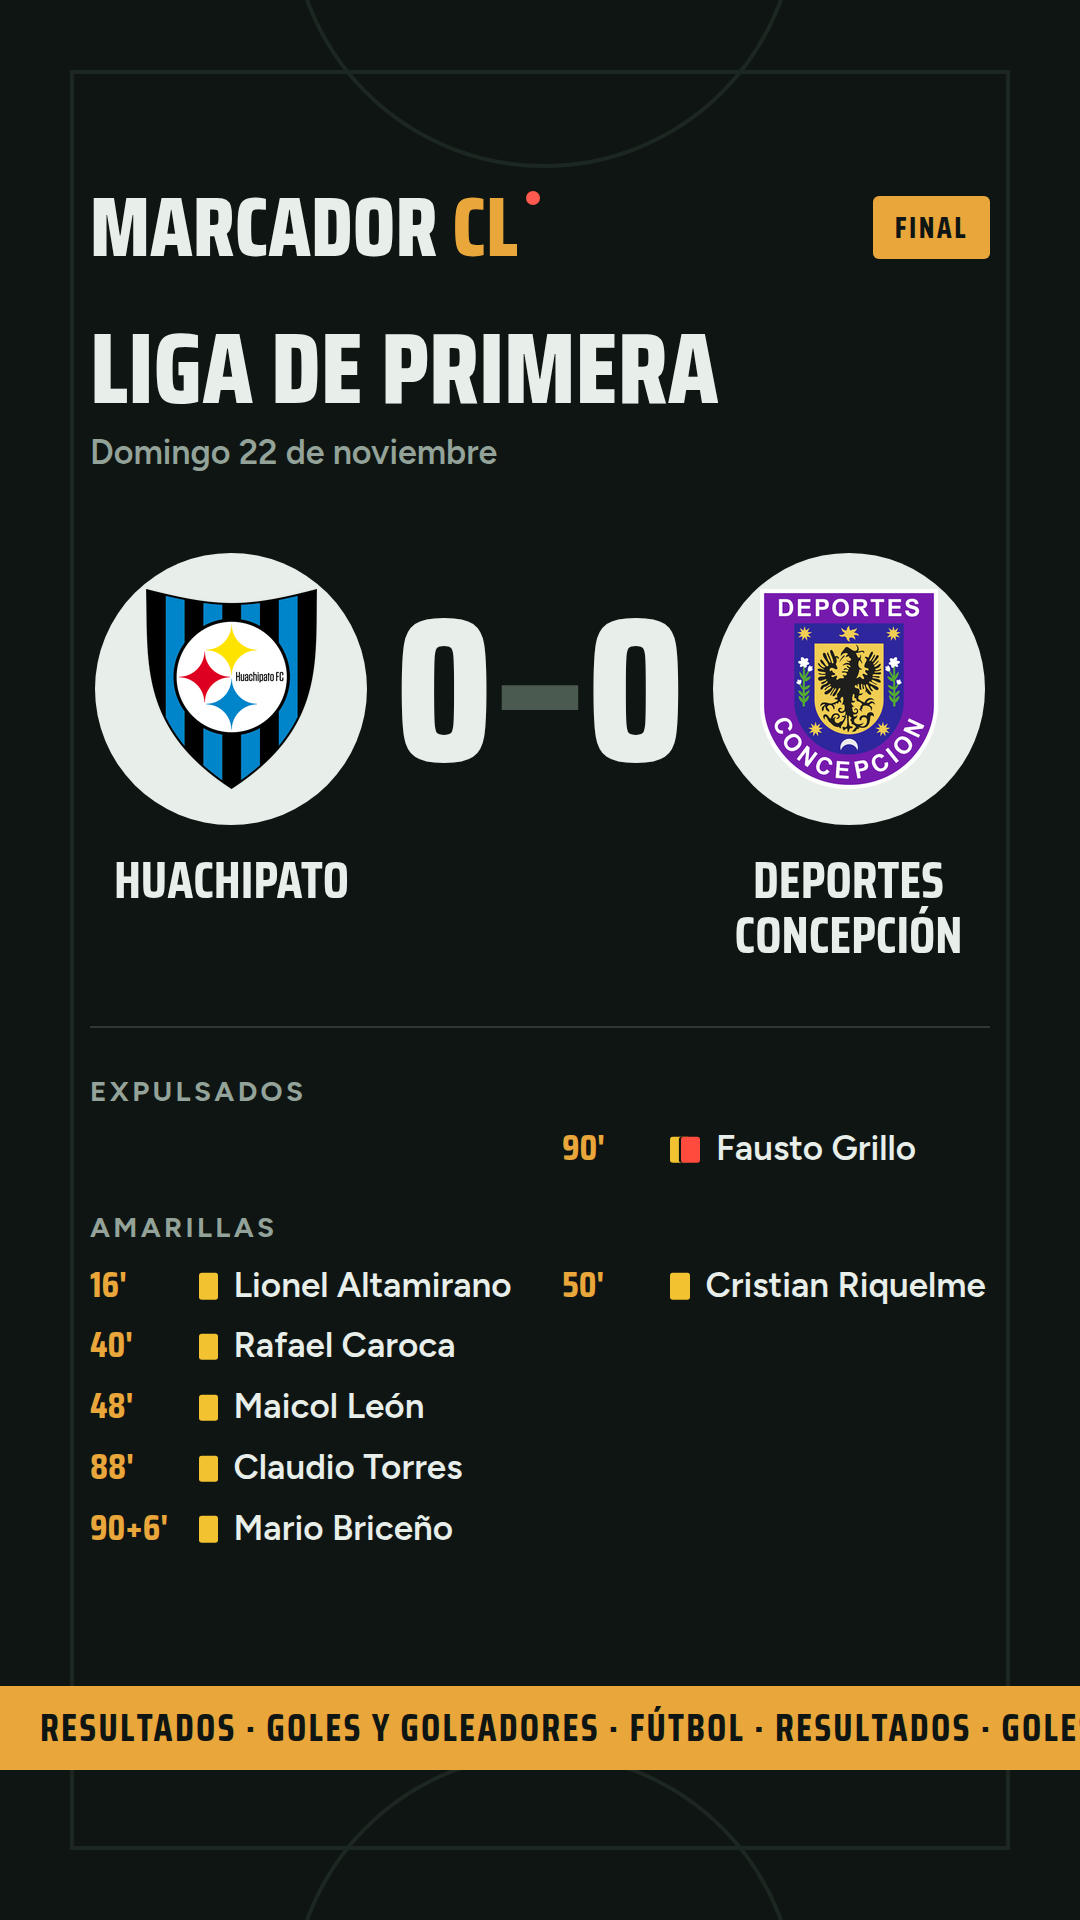 MARCADOR CL
FINAL
LIGA DE PRIMERA
Domingo 22 de noviembre
Huachipato FC
0-0
DEPORTES
CONCEPCION
HUACHIPATO
DEPORTES
CONCEPCIÓN
EXPULSADOS
90' Fausto Grillo
AMARILLAS
16' Lionel Altamirano
50' Cristian Riquelme
40' Rafael Caroca
48' Maicol León
88' Claudio Torres
90+6' Mario Briceño
RESULTADOS · GOLES Y GOLEADORES · FÚTBOL · RESULTADOS · GOLES